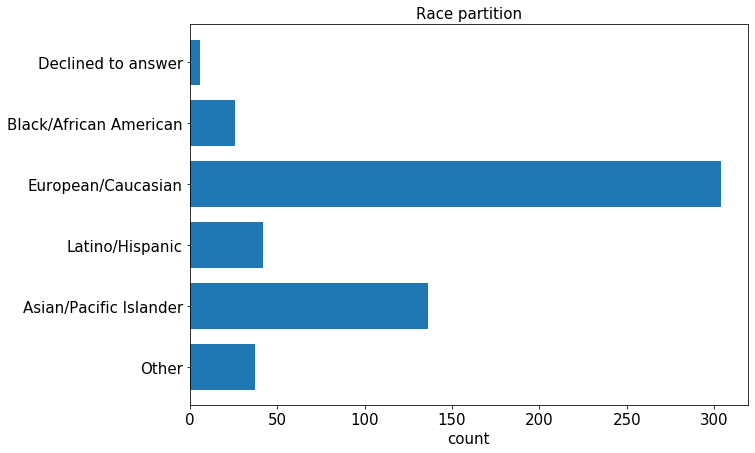 Race partition
Declined to answer
Black/African American
European/Caucasian
Latino/Hispanic
Asian/Pacific Islander
Other
0 50 100 150 200 250 300
count